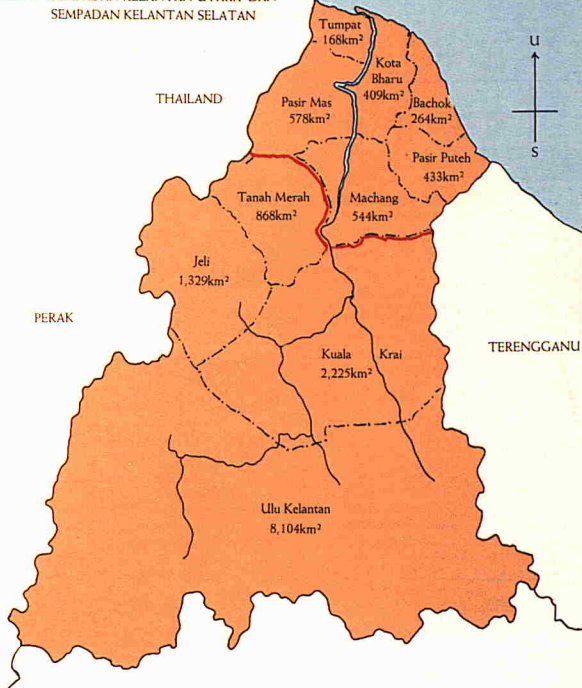 SEMPADAN KELANTAN SELATAN
Tumpat
168km²
Kota
Bharu
409km²
U
S
THAILAND
Pasir Mas
578km²
Bachok
264km²
Pasir Puteh
433km²
Tanah Merah
868km²
Machang
544km²
Jeli
1,329km²
PERAK
TERENGGANU
Kuala Krai
2,225km²
Ulu Kelantan
8,104km²